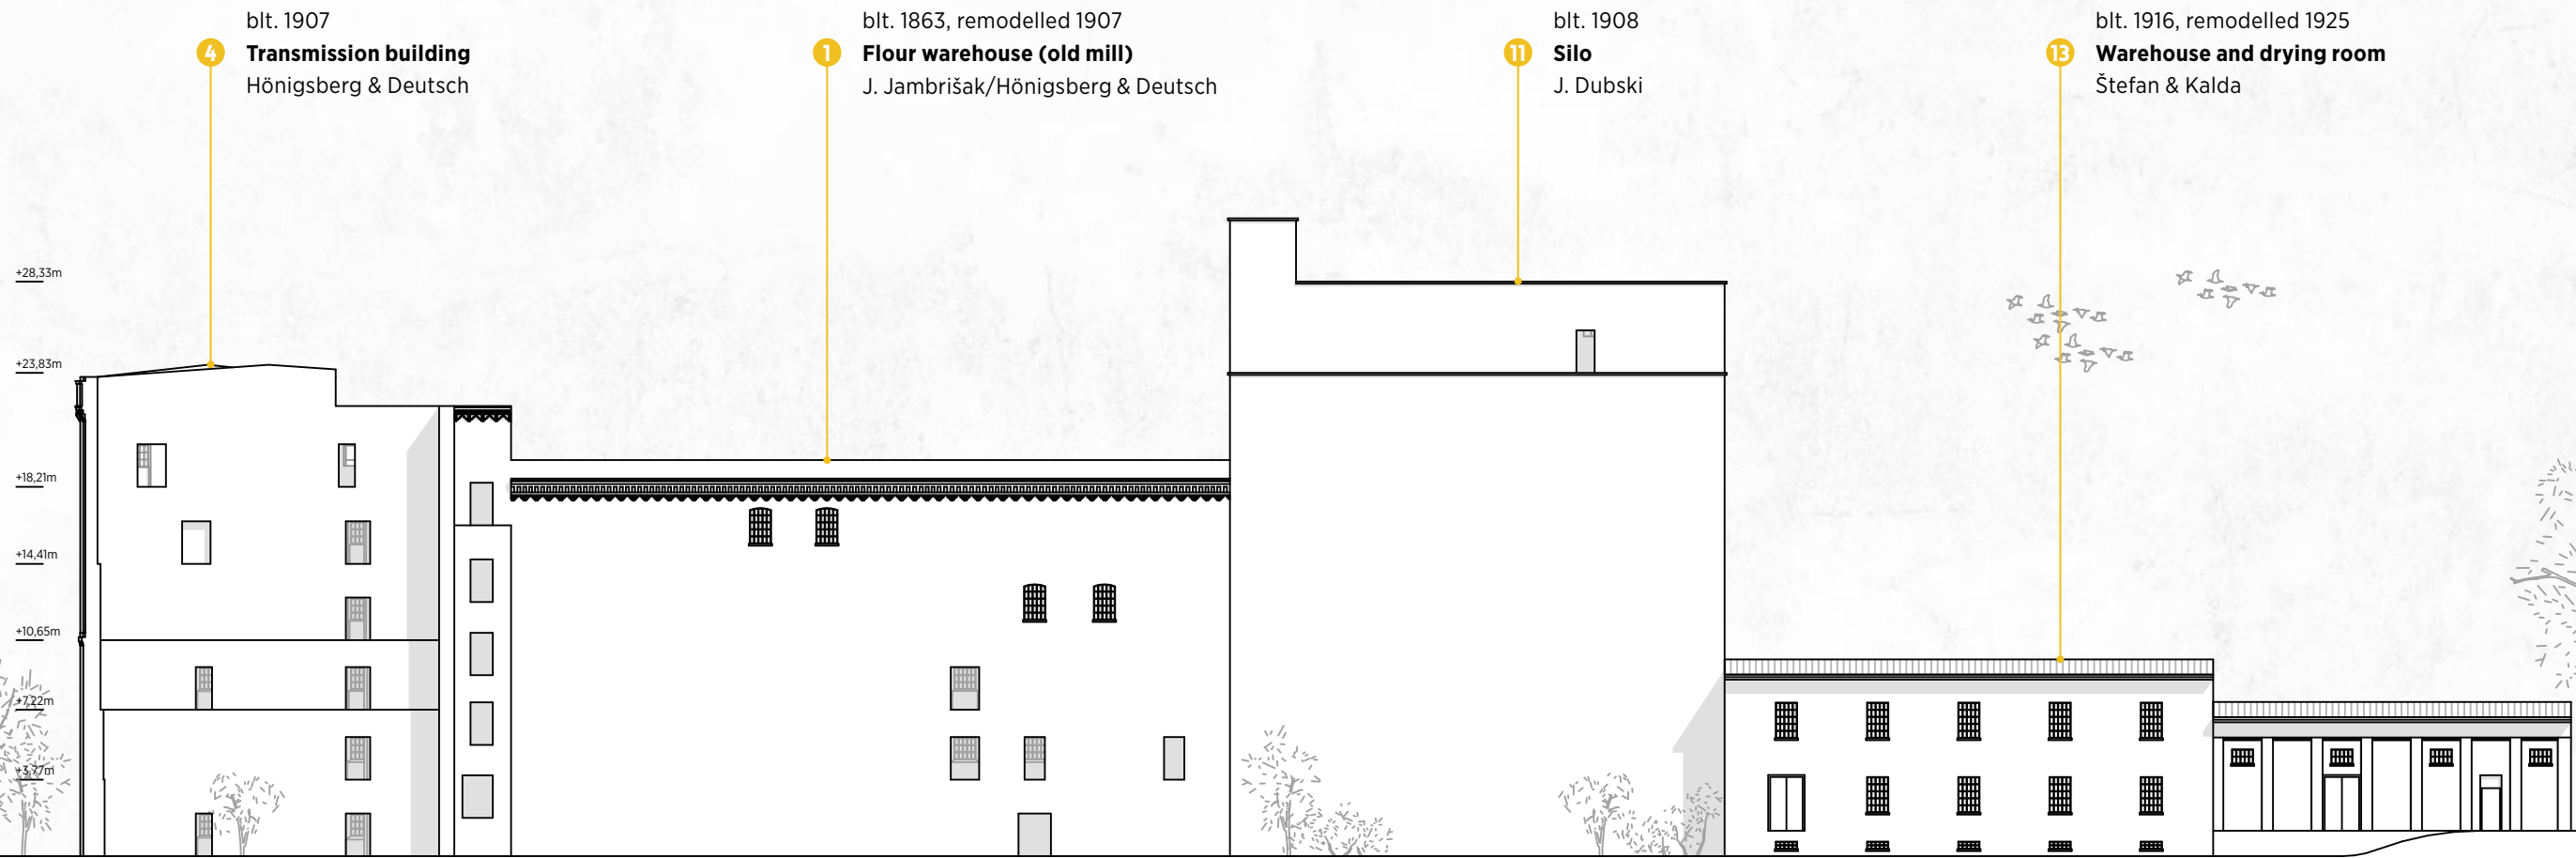 blt. 1907
4 Transmission building
Hönigsberg & Deutsch
blt. 1863, remodelled 1907
1 Flour warehouse (old mill)
J. Jambrišak/Hönigsberg & Deutsch
blt. 1908
11 Silo
J. Dubski
blt. 1916, remodelled 1925
13 Warehouse and drying room
Štefan & Kalda
+28,33m
+23,83m
+18,21m
+14,41m
+10,65m
+7,22m
+3,77m